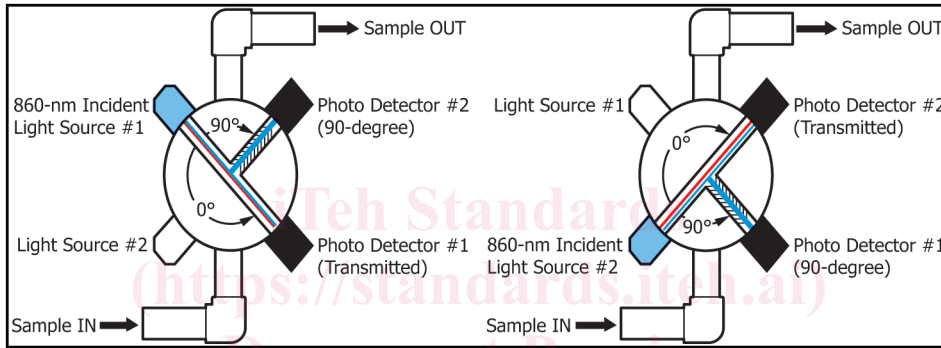 Sample OUT
860-nm Incident
Light Source #1
90°
Photo Detector #2
(90-degree)
0°
Light Source #2
Photo Detector #1
(Transmitted)
Sample IN
Sample OUT
Light Source #1
Photo Detector #2
(Transmitted)
0°
90°
860-nm Incident
Light Source #2
Photo Detector #1
(90-degree)
Sample IN
iTeh Standards
(https://standards.iteh.ai)